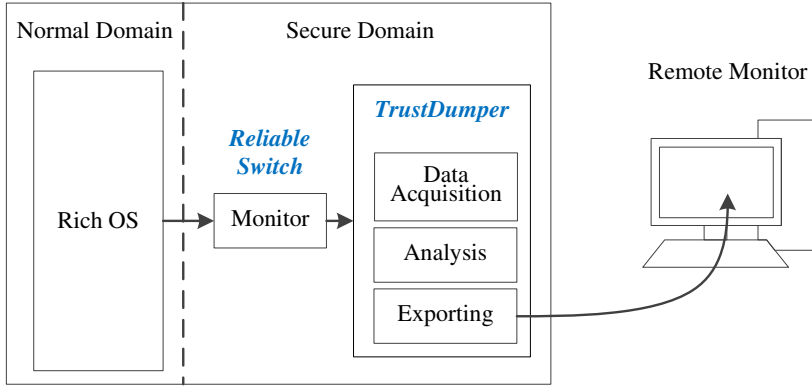 Normal Domain
Secure Domain
Remote Monitor
Rich OS
Reliable
Switch
Monitor
TrustDumper
Data
Acquisition
Analysis
Exporting